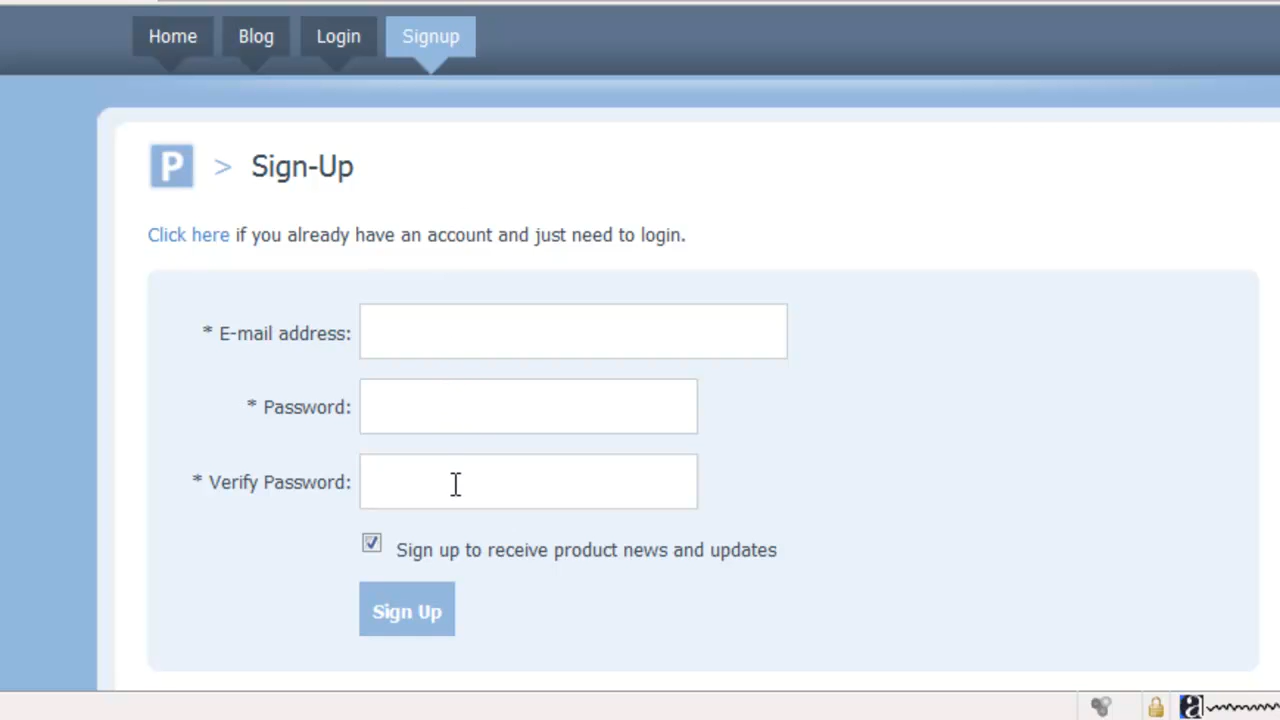 Home Blog Login Signup
P > Sign-Up
Click here if you already have an account and just need to login.
* E-mail address:
* Password:
* Verify Password:
Sign up to receive product news and updates
Sign Up
a